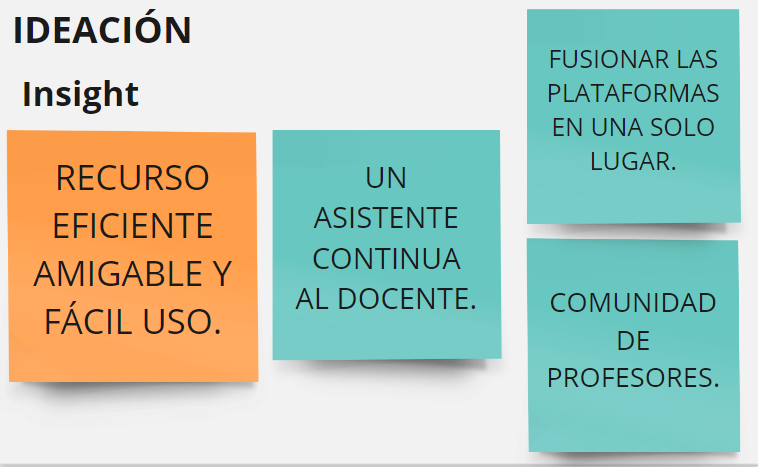 IDEACIÓN
Insight
RECURSO
EFICIENTE
AMIGABLE Y
FÁCIL USO.
UN
ASISTENTE
CONTINUA
AL DOCENTE.
FUSIONAR LAS
PLATAFORMAS
EN UNA SOLO
LUGAR.
COMUNIDAD
DE
PROFESORES.